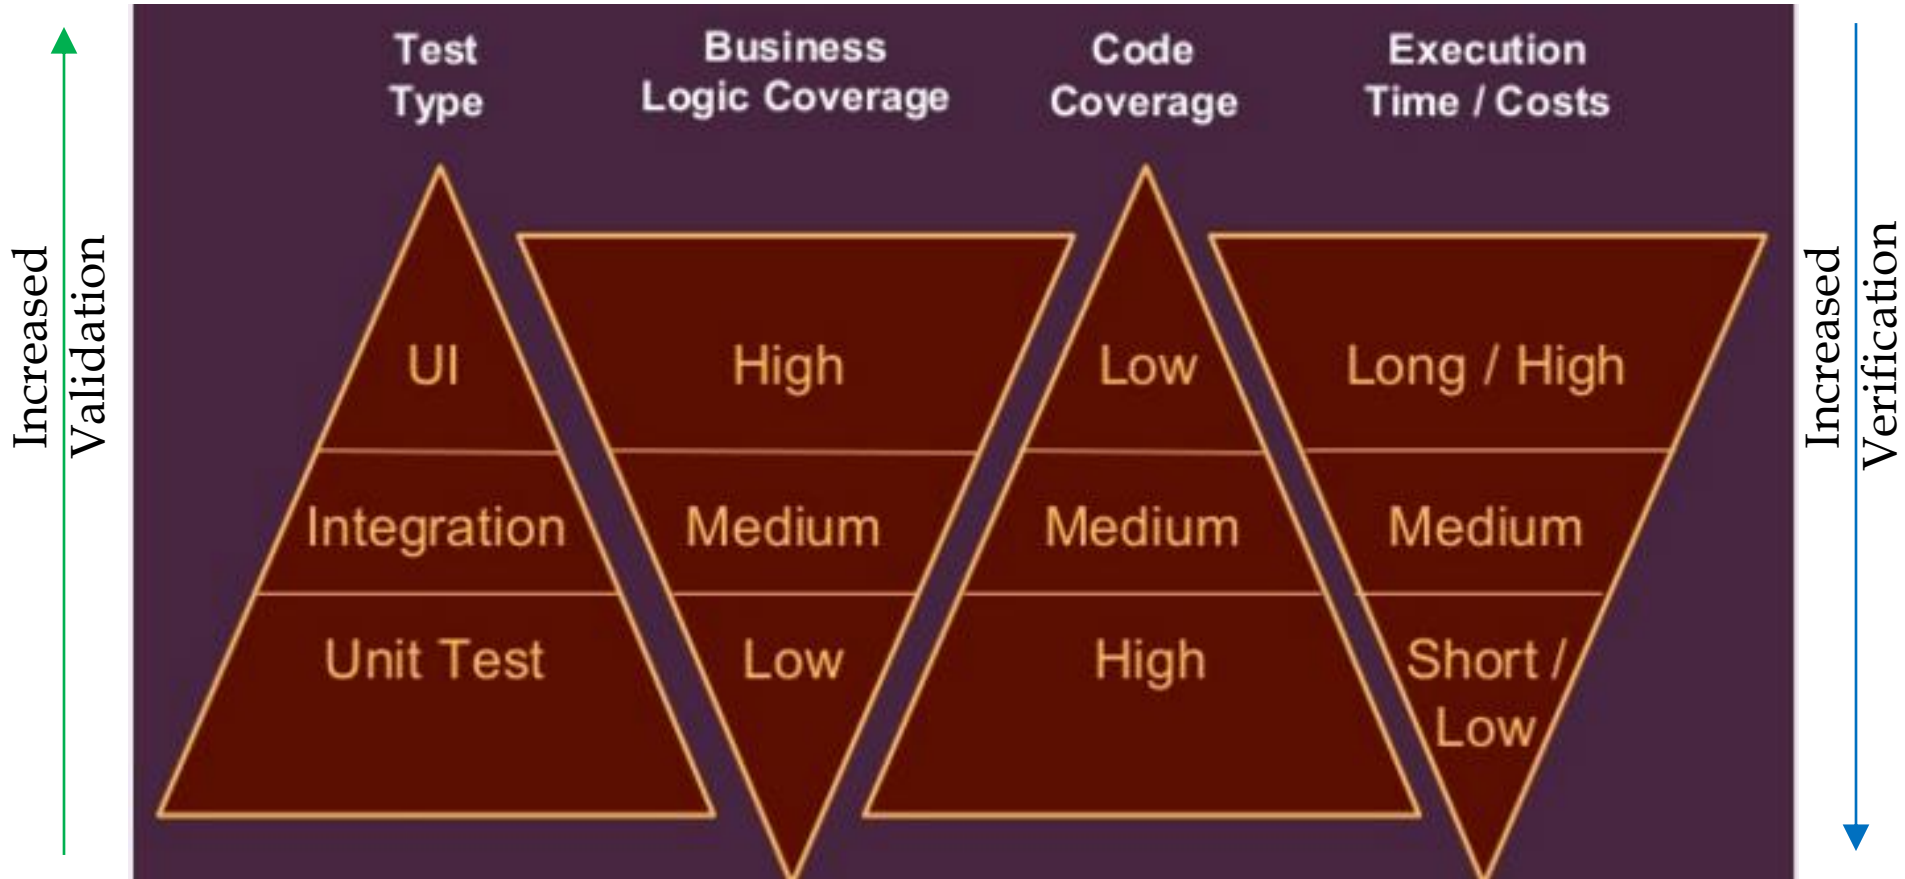 Increased
Validation
Test
Type
Business
Logic Coverage
Code
Coverage
Execution
Time / Costs
UI
High
Low
Long / High
Integration
Medium
Medium
Medium
Unit Test
Low
High
Short /
Low
Increased
Verification